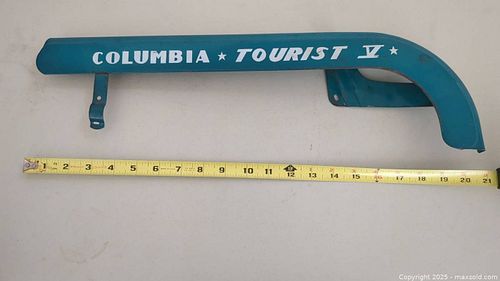 COLUMBIA ★ TOURIST V ★
1 2 3 4 5 6 7 8 9 10 11 12 13 14 15 16 17 18 19 20 21
Copyright 2025 - maxsold.com